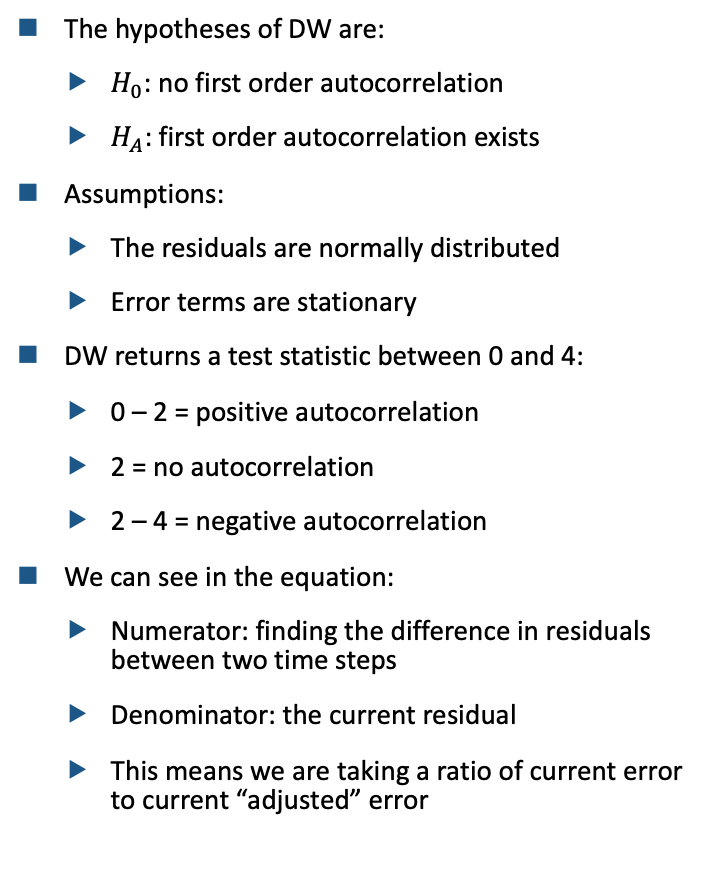 The hypotheses of DW are:
H₀: no first order autocorrelation
H_A: first order autocorrelation exists
Assumptions:
The residuals are normally distributed
Error terms are stationary
DW returns a test statistic between 0 and 4:
0 – 2 = positive autocorrelation
2 = no autocorrelation
2 – 4 = negative autocorrelation
We can see in the equation:
Numerator: finding the difference in residuals
between two time steps
Denominator: the current residual
This means we are taking a ratio of current error
to current “adjusted” error